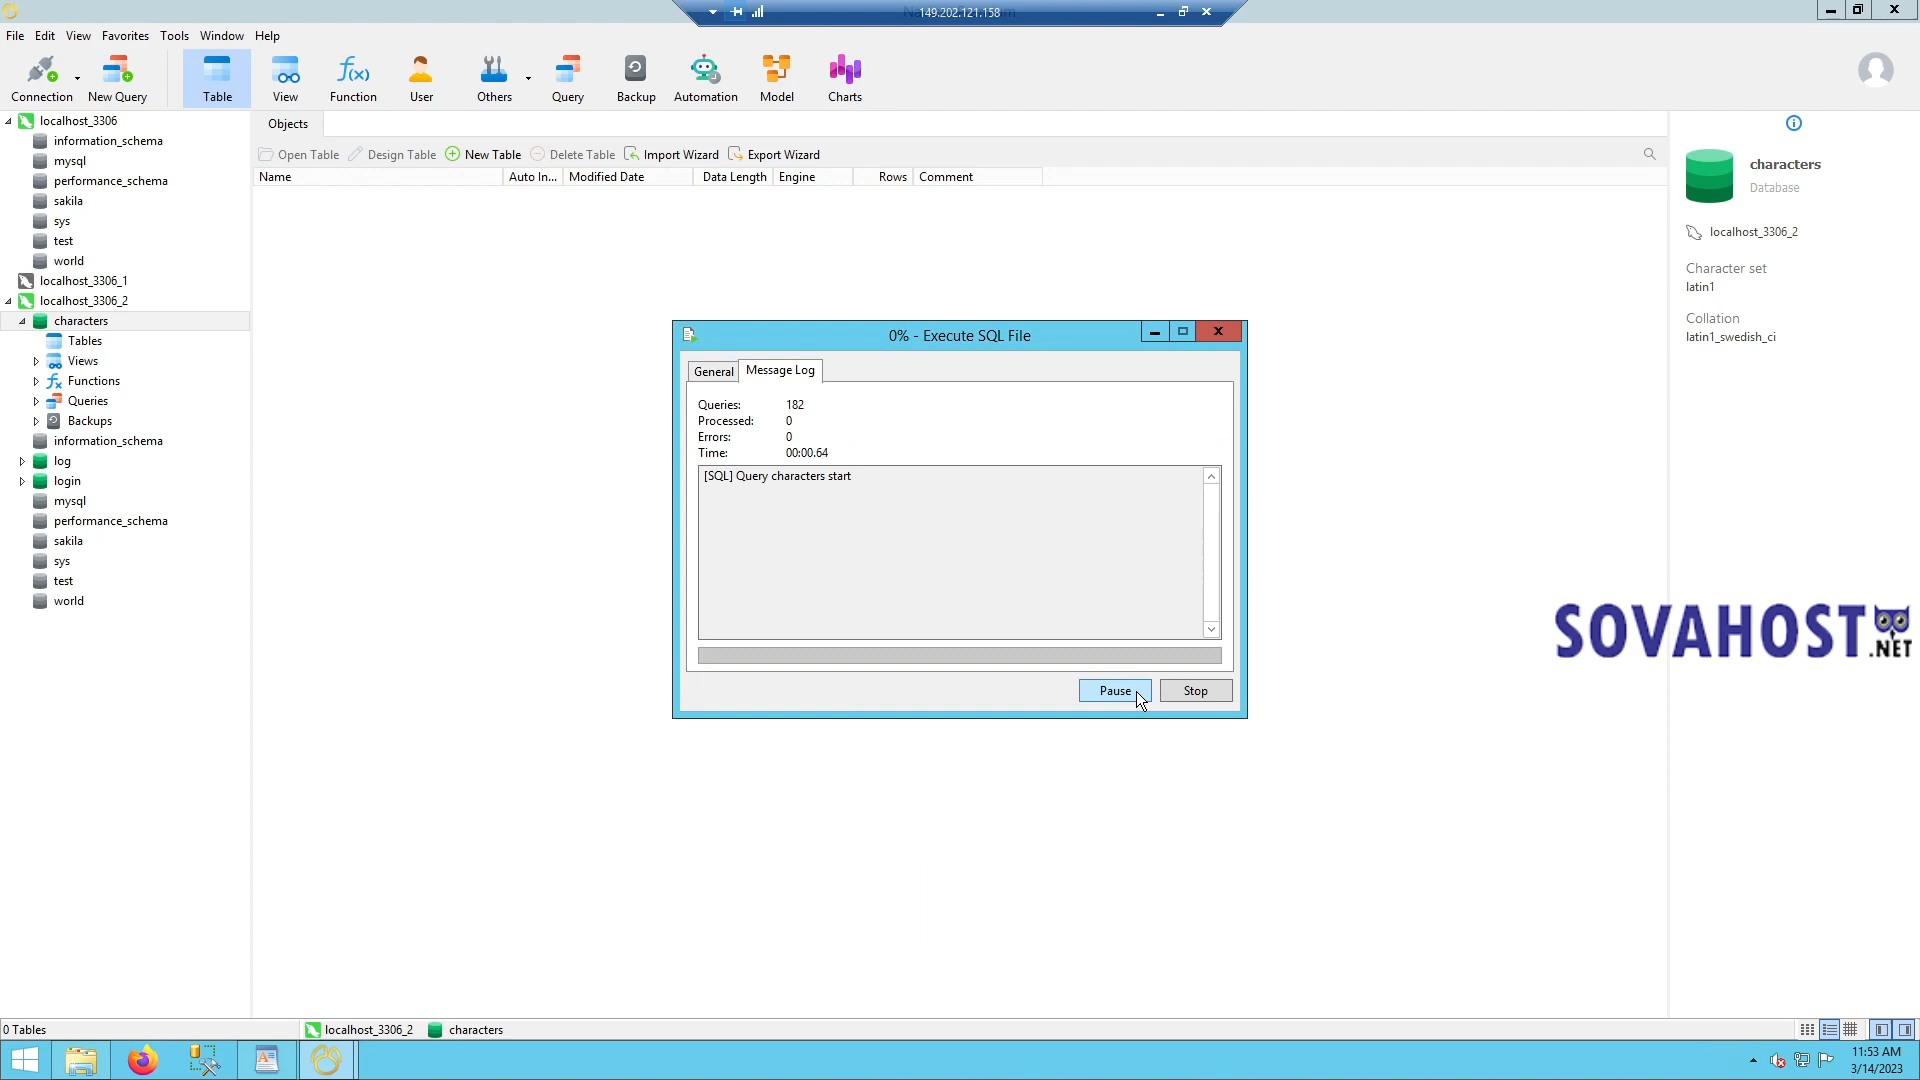 149.202.121.158
File Edit View Favorites Tools Window Help
Connection New Query Table View Function User Others Query Backup Automation Model Charts
localhost_3306
information_schema
mysql
performance_schema
sakila
sys
test
world
localhost_3306_1
localhost_3306_2
characters
Tables
Views
Functions
Queries
Backups
information_schema
log
login
mysql
performance_schema
sakila
sys
test
world
Objects
Open Table Design Table New Table Delete Table Import Wizard Export Wizard
Name Auto In... Modified Date Data Length Engine Rows Comment
0% - Execute SQL File
General Message Log
Queries: 182
Processed: 0
Errors: 0
Time: 00:00.64
[SQL] Query characters start
Pause Stop
characters
Database
localhost_3306_2
Character set
latin1
Collation
latin1_swedish_ci
SOVAHOST
.NET
0 Tables localhost_3306_2 characters
11:53 AM
3/14/2023